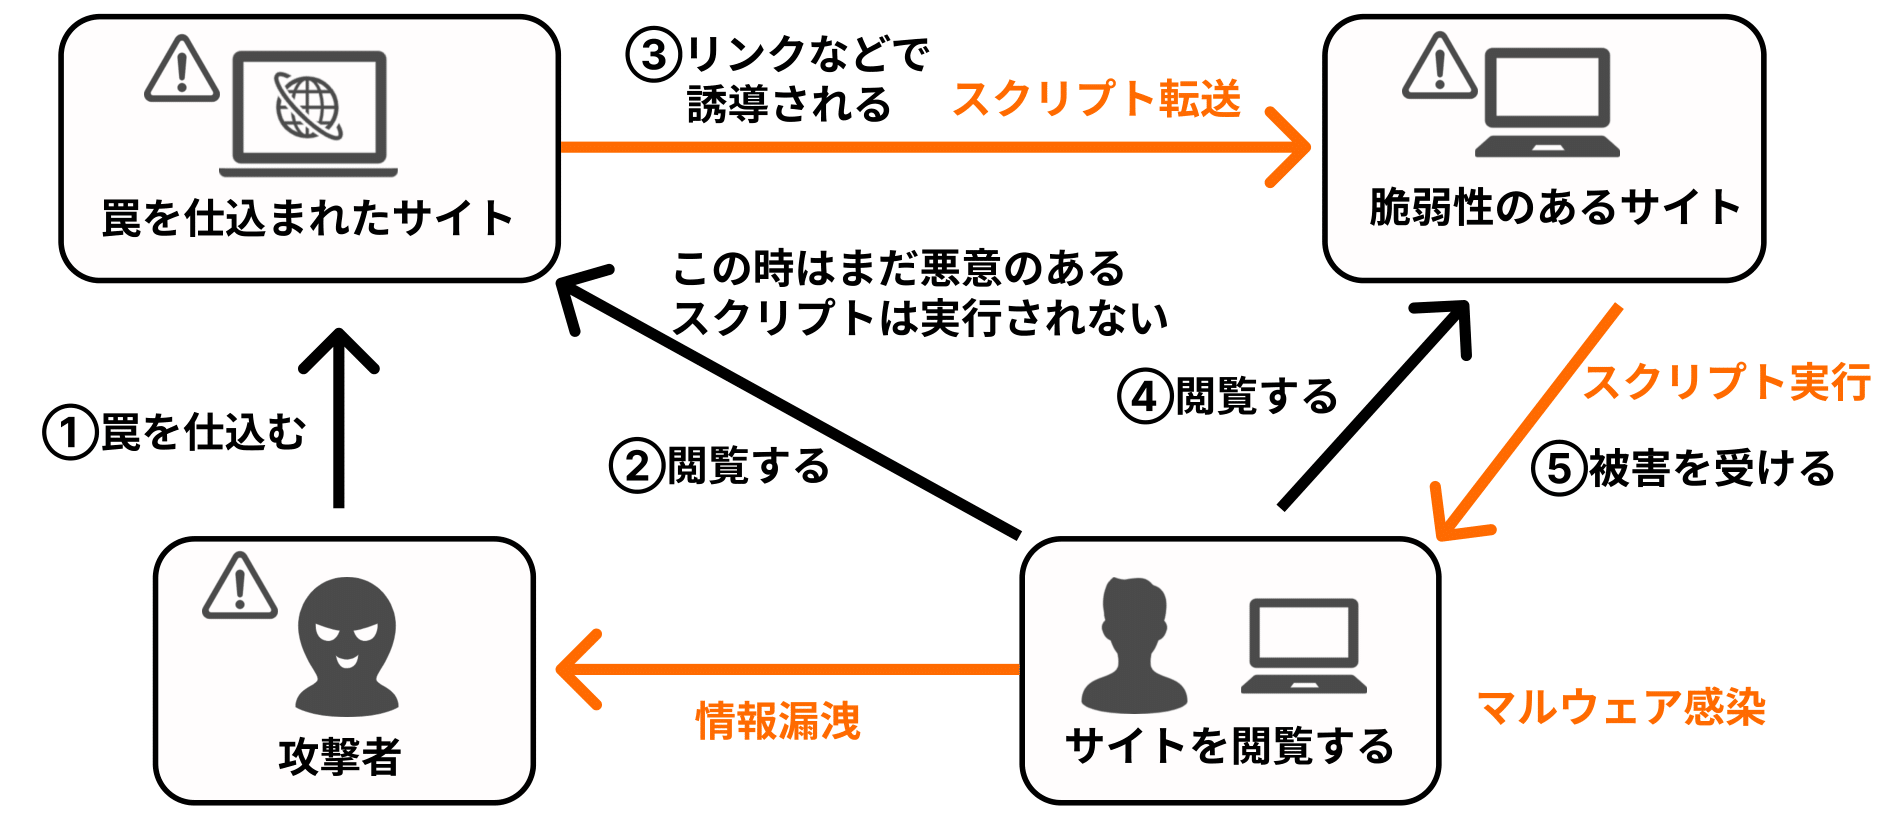 ③リンクなどで
誘導される
スクリプト転送
罠を仕込まれたサイト
脆弱性のあるサイト
この時はまだ悪意のある
スクリプトは実行されない
①罠を仕込む
②閲覧する
④閲覧する
スクリプト実行
⑤被害を受ける
攻撃者
情報漏洩
サイトを閲覧する
マルウェア感染